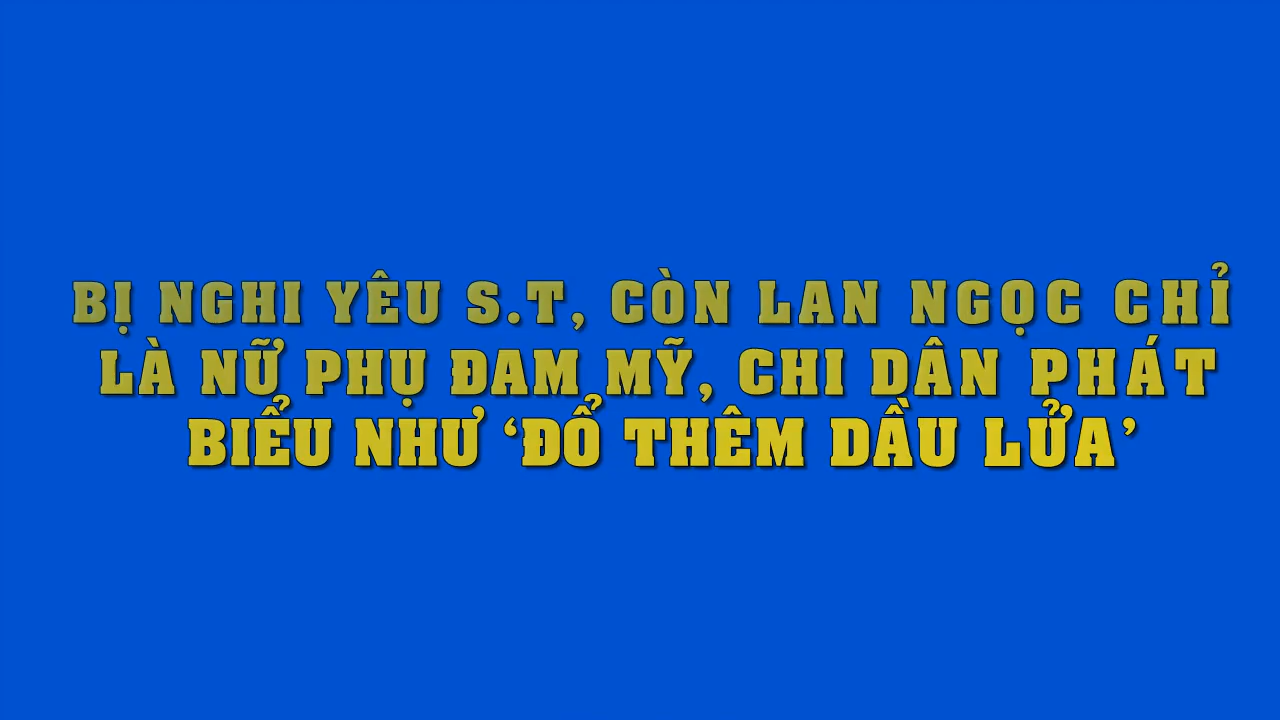 BỊ NGHI YÊU S.T, CÒN LAN NGỌC CHỈ
LÀ NỮ PHỤ ĐAM MỸ, CHI DÂN PHÁT
BIỂU NHƯ ‘ĐỔ THÊM DẦU LỬA’